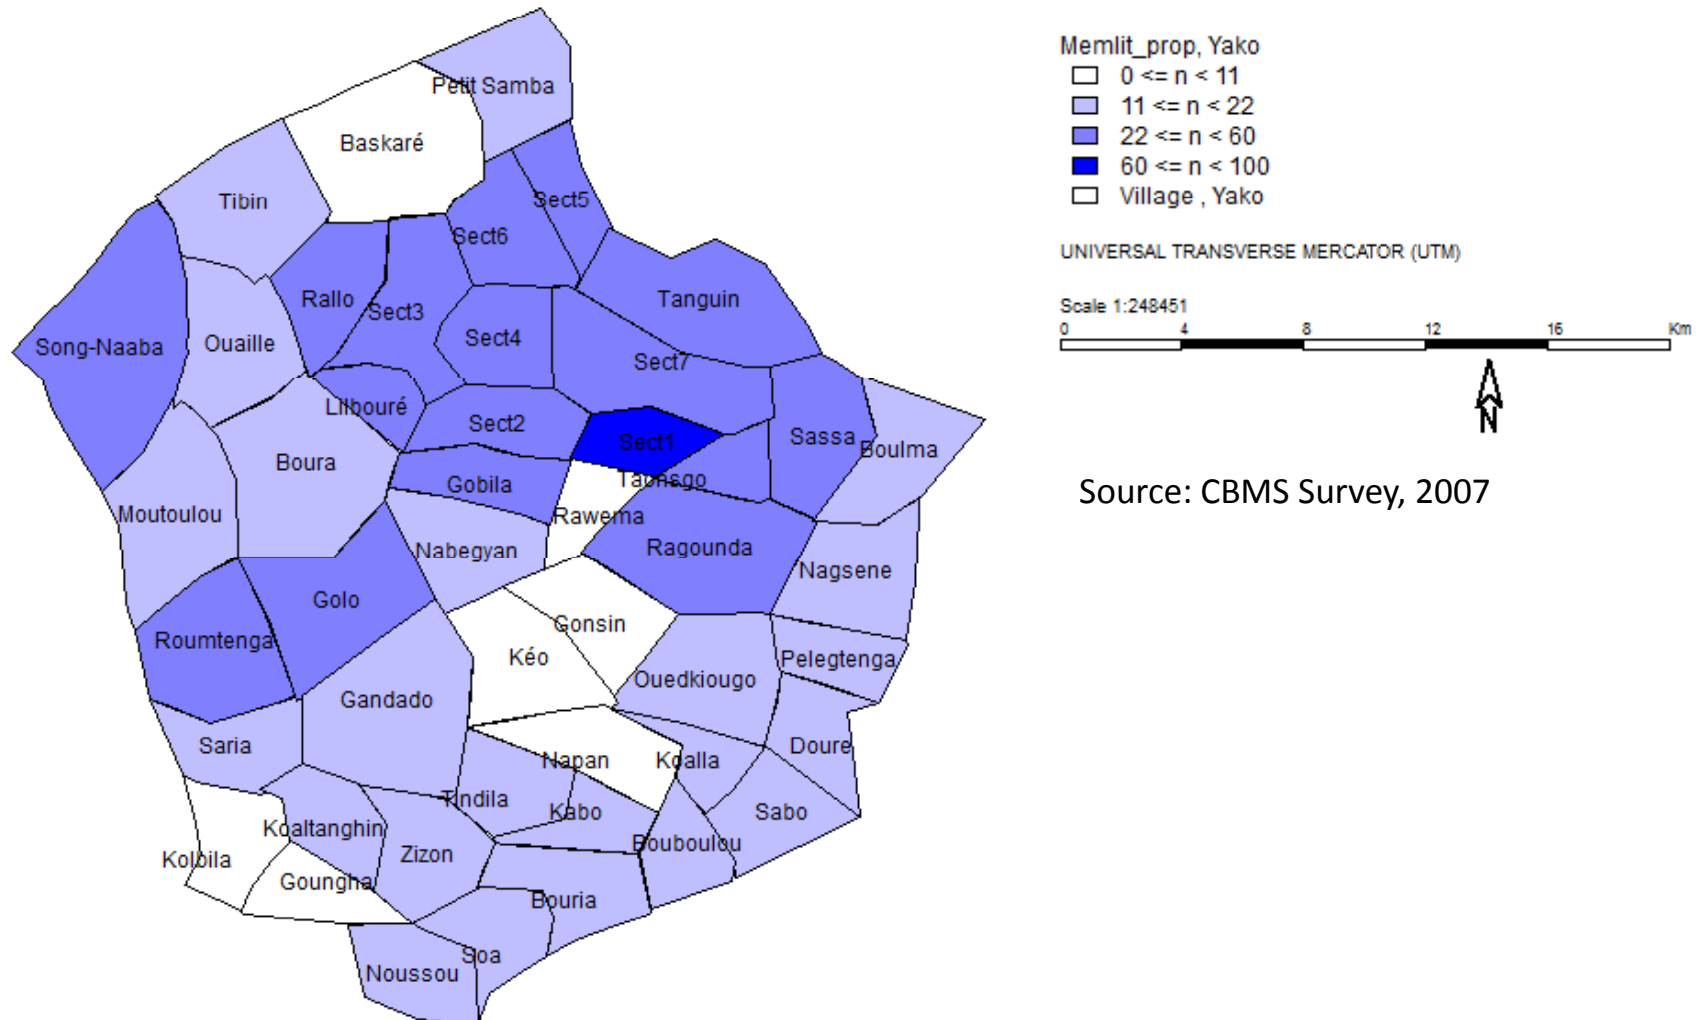 Petit Samba
Baskaré
Tibin
Sect5
Sect6
Rallo
Sect3
Tanguin
Song-Naaba
Ouaille
Sect4
Sect7
Lilbouré
Sect2
Sect1
Sassa
Boulma
Boura
Gobila
Taonsgo
Moutoulou
Rawema
Nabegyan
Ragounda
Nagsene
Golo
Gonsin
Roumtenga
Kéo
Pelegtenga
Ouedkiougo
Gandado
Saria
Doure
Napan
Koalla
Tindila
Kabo
Sabo
Koaltanghin
Bouboulou
Zizon
Kolbila
Goungha
Bouria
Soa
Noussou
Memlit_prop, Yako
0 <= n < 11
11 <= n < 22
22 <= n < 60
60 <= n < 100
Village , Yako
UNIVERSAL TRANSVERSE MERCATOR (UTM)
Scale 1:248451
0 4 8 12 16 Km
N
Source: CBMS Survey, 2007